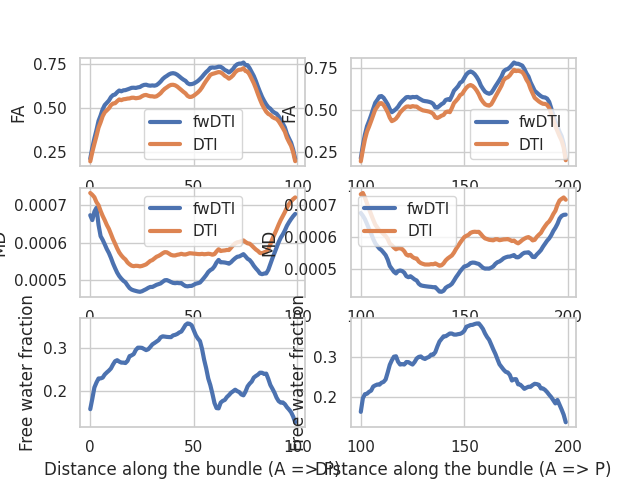 0.75
0.50
0.25
FA
fwDTI
DTI
0
50
100
0.75
0.50
0.25
FA
fwDTI
DTI
100
150
200
0.0007
0.0006
0.0005
MD
fwDTI
DTI
0
50
100
0.0007
0.0006
0.0005
MD
fwDTI
DTI
100
150
200
0.3
0.2
Free water fraction
0
50
100
Distance along the bundle (A => P)
0.3
0.2
Free water fraction
100
150
200
Distance along the bundle (A => P)